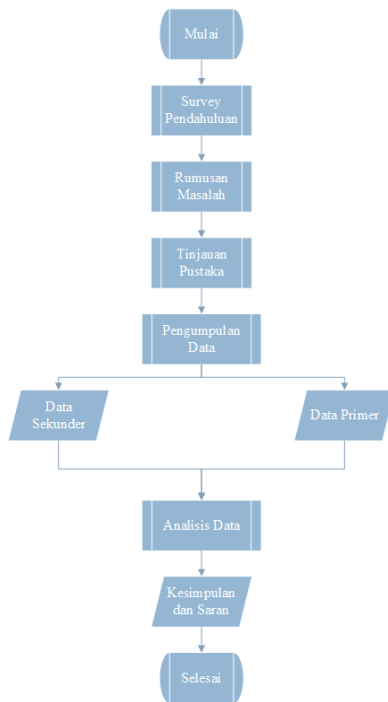 Mulai
Survey
Pendahuluan
Rumusan
Masalah
Tinjauan
Pustaka
Pengumpulan
Data
Data
Sekunder
Data Primer
Analisis Data
Kesimpulan
dan Saran
Selesai